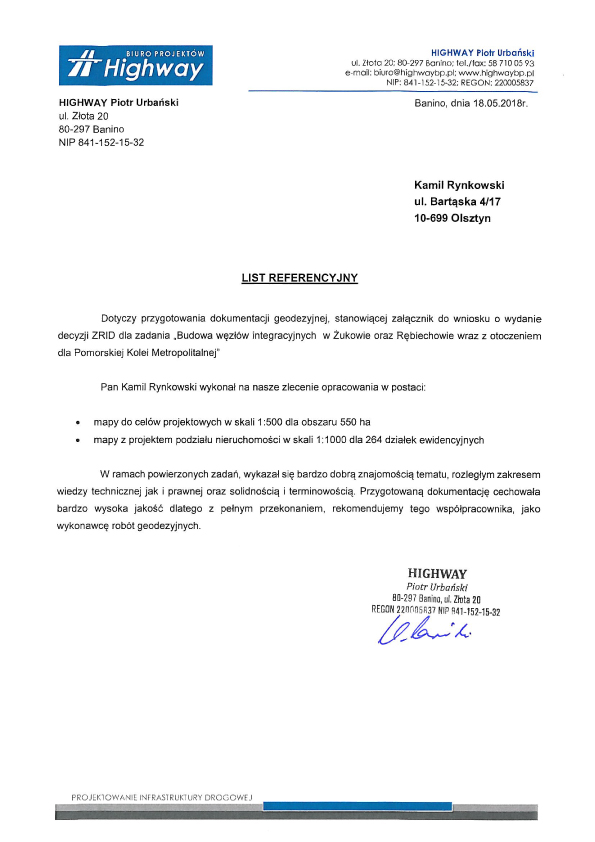 BIURO PROJEKTÓW
Highway
HIGHWAY Piotr Urbański
ul. Złota 20; 80-297 Banino; tel./fax: 58 710 05 93
e-mail: biuro@highwaybp.pl; www.highwaybp.pl
NIP: 841-152-15-32; REGON: 220005837
HIGHWAY Piotr Urbański
ul. Złota 20
80-297 Banino
NIP 841-152-15-32
Banino, dnia 18.05.2018r.
Kamil Rynkowski
ul. Bartąska 4/17
10-699 Olsztyn
LIST REFERENCYJNY
Dotyczy przygotowania dokumentacji geodezyjnej, stanowiącej załącznik do wniosku o wydanie
decyzji ZRID dla zadania „Budowa węzłów integracyjnych w Żukowie oraz Rębiechowie wraz z otoczeniem
dla Pomorskiej Kolei Metropolitalnej"
Pan Kamil Rynkowski wykonał na nasze zlecenie opracowania w postaci:
• mapy do celów projektowych w skali 1:500 dla obszaru 550 ha
• mapy z projektem podziału nieruchomości w skali 1:1000 dla 264 działek ewidencyjnych
W ramach powierzonych zadań, wykazał się bardzo dobrą znajomością tematu, rozległym zakresem
wiedzy technicznej jak i prawnej oraz solidnością i terminowością. Przygotowaną dokumentację cechowała
bardzo wysoka jakość dlatego z pełnym przekonaniem, rekomendujemy tego współpracownika, jako
wykonawcę robót geodezyjnych.
HIGHWAY
Piotr Urbański
80-297 Banino, ul. Złota 20
REGON 220005837 NIP 841-152-15-32
PROJEKTOWANIE INFRASTRUKTURY DROGOWEJ